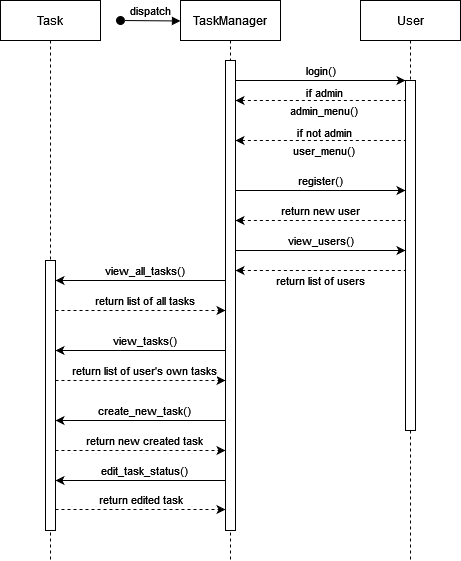 dispatch
Task
TaskManager
User
login()
if admin
admin_menu()
if not admin
user_menu()
register()
return new user
view_users()
view_all_tasks()
return list of users
return list of all tasks
view_tasks()
return list of user's own tasks
create_new_task()
return new created task
edit_task_status()
return edited task